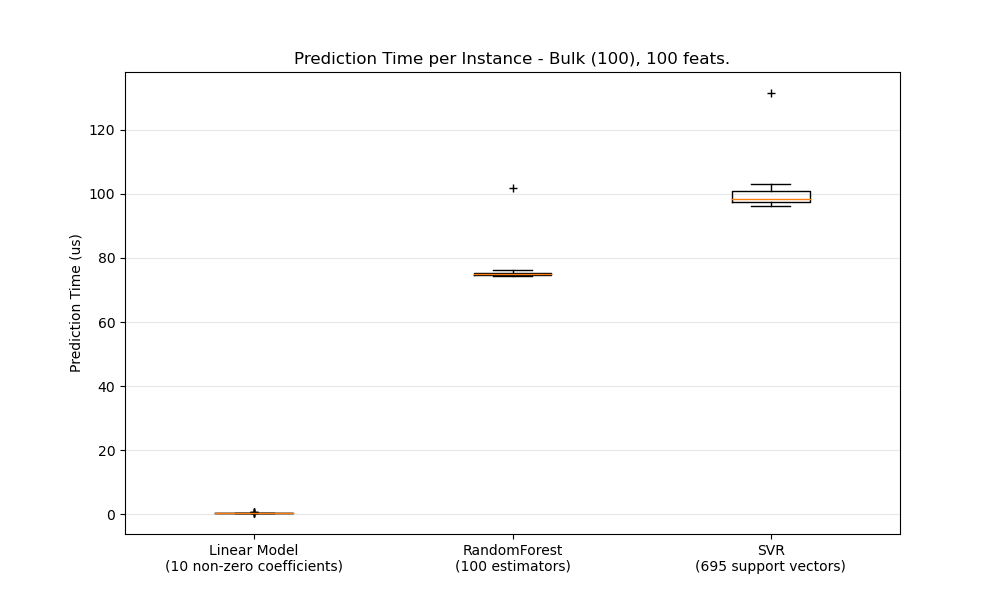 Prediction Time per Instance - Bulk (100), 100 feats.
120
100
80
60
40
20
0
Prediction Time (us)
Linear Model
(10 non-zero coefficients)
RandomForest
(100 estimators)
SVR
(695 support vectors)